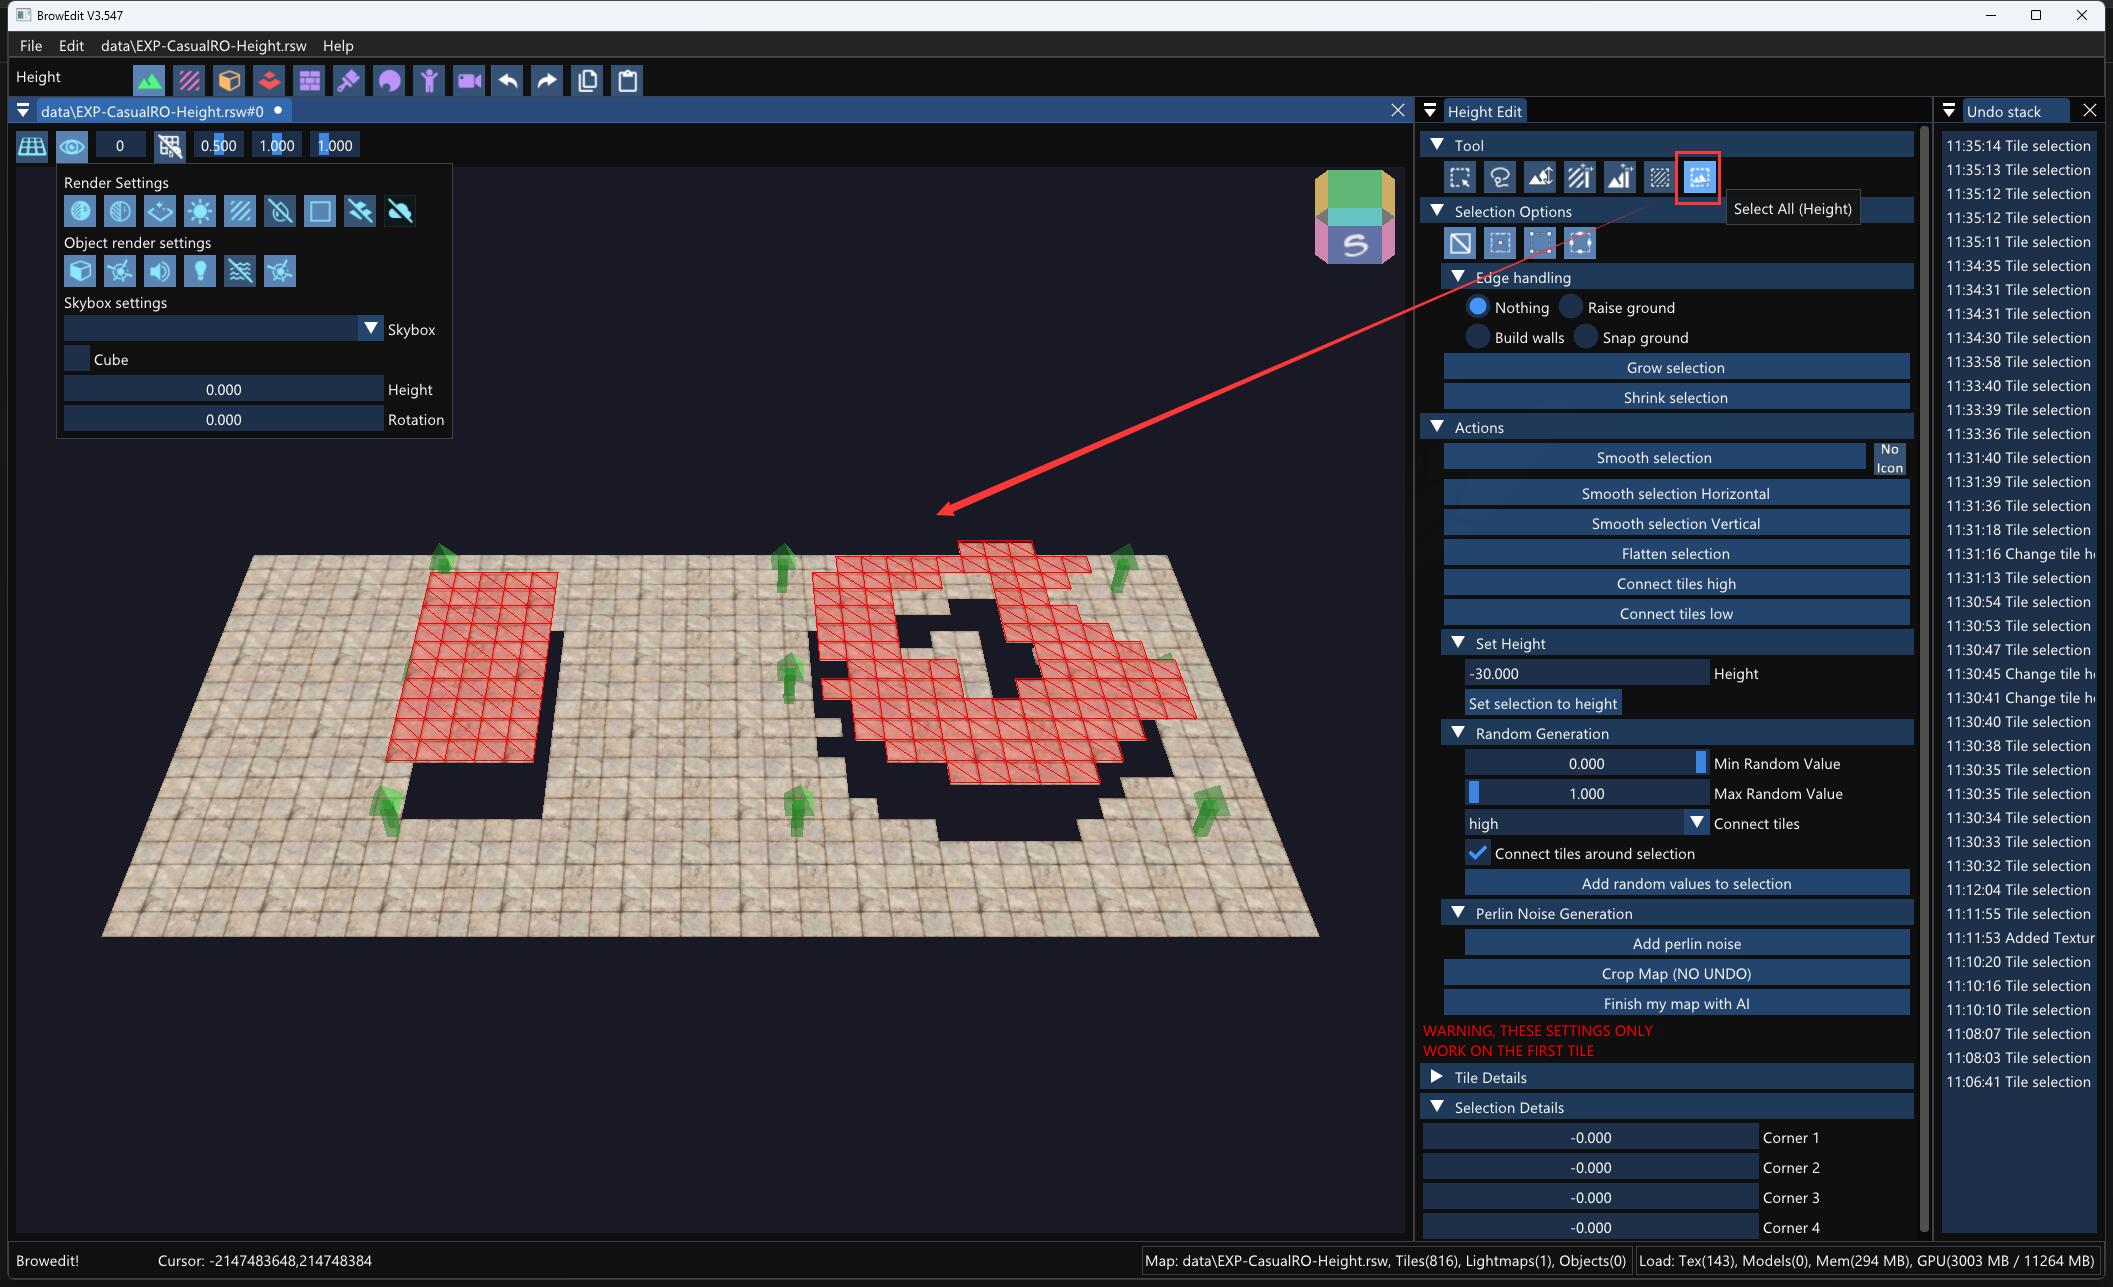 BrowEdit V3.547
File Edit data\EXP-CasualRO-Height.rsw Help
Height
data\EXP-CasualRO-Height.rsw#0
0 0.500 1.000 1.000
Render Settings
Object render settings
Skybox settings
Skybox
Cube
0.000 Height
0.000 Rotation
S
Height Edit
Tool
Select All (Height)
Selection Options
Edge handling
Nothing Raise ground
Build walls Snap ground
Grow selection
Shrink selection
Actions
Smooth selection
No
Icon
Smooth selection Horizontal
Smooth selection Vertical
Flatten selection
Connect tiles high
Connect tiles low
Set Height
-30.000 Height
Set selection to height
Random Generation
0.000 Min Random Value
1.000 Max Random Value
high Connect tiles
Connect tiles around selection
Add random values to selection
Perlin Noise Generation
Add perlin noise
Crop Map (NO UNDO)
Finish my map with AI
WARNING, THESE SETTINGS ONLY
WORK ON THE FIRST TILE
Tile Details
Selection Details
-0.000 Corner 1
-0.000 Corner 2
-0.000 Corner 3
-0.000 Corner 4
Undo stack
11:35:14 Tile selection
11:35:13 Tile selection
11:35:12 Tile selection
11:35:12 Tile selection
11:35:11 Tile selection
11:34:35 Tile selection
11:34:31 Tile selection
11:34:31 Tile selection
11:34:30 Tile selection
11:33:58 Tile selection
11:33:40 Tile selection
11:33:39 Tile selection
11:33:36 Tile selection
11:31:40 Tile selection
11:31:39 Tile selection
11:31:36 Tile selection
11:31:18 Tile selection
11:31:16 Change tile h
11:31:13 Tile selection
11:30:54 Tile selection
11:30:53 Tile selection
11:30:47 Tile selection
11:30:45 Change tile h
11:30:41 Change tile h
11:30:40 Tile selection
11:30:38 Tile selection
11:30:35 Tile selection
11:30:35 Tile selection
11:30:34 Tile selection
11:30:33 Tile selection
11:30:32 Tile selection
11:12:04 Tile selection
11:11:55 Tile selection
11:11:53 Added Textur
11:10:20 Tile selection
11:10:16 Tile selection
11:10:10 Tile selection
11:08:07 Tile selection
11:08:03 Tile selection
11:06:41 Tile selection
Browedit! Cursor: -2147483648,214748384
Map: data\EXP-CasualRO-Height.rsw, Tiles(816), Lightmaps(1), Objects(0) Load: Tex(143), Models(0), Mem(294 MB), GPU(3003 MB / 11264 MB)